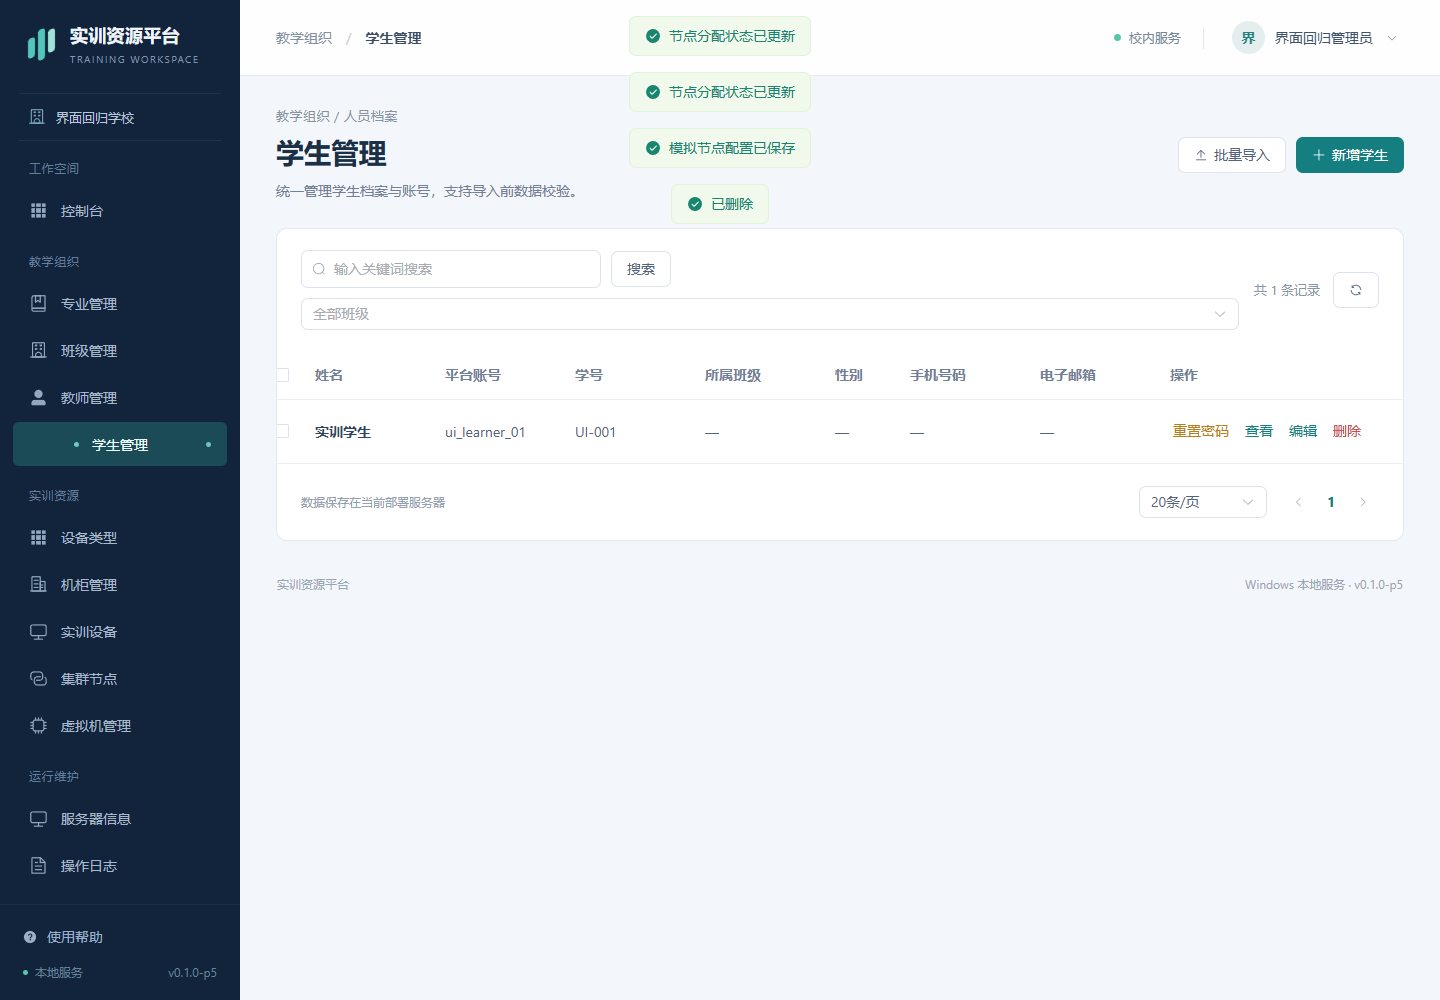 实训资源平台
TRAINING WORKSPACE
界面回归学校
工作空间
控制台
教学组织
专业管理
班级管理
教师管理
学生管理
实训资源
设备类型
机柜管理
实训设备
集群节点
虚拟机管理
运行维护
服务器信息
操作日志
使用帮助
本地服务 v0.1.0-p5
教学组织 / 学生管理
节点分配状态已更新
节点分配状态已更新
模拟节点配置已保存
已删除
校内服务
界 界面回归管理员
教学组织 / 人员档案
学生管理
统一管理学生档案与账号，支持导入前数据校验。
批量导入
新增学生
输入关键词搜索 搜索
全部班级
共 1 条记录
姓名 平台账号 学号 所属班级 性别 手机号码 电子邮箱 操作
实训学生 ui_learner_01 UI-001 — — — — 重置密码 查看 编辑 删除
数据保存在当前部署服务器
20条/页 1
实训资源平台
Windows 本地服务 · v0.1.0-p5